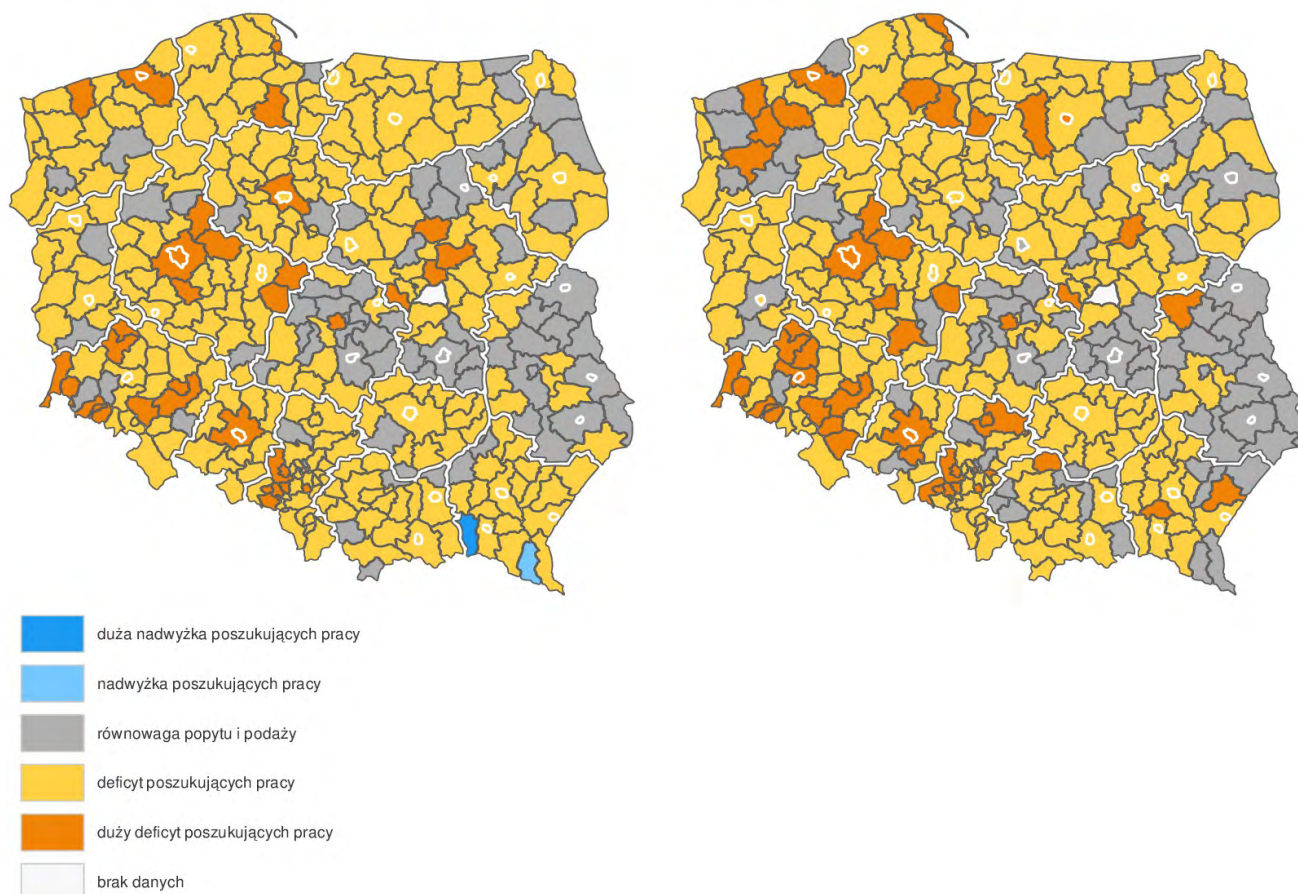 duża nadwyżka poszukujących pracy
nadwyżka poszukujących pracy
równowaga popytu i podaży
deficyt poszukujących pracy
duży deficyt poszukujących pracy
brak danych